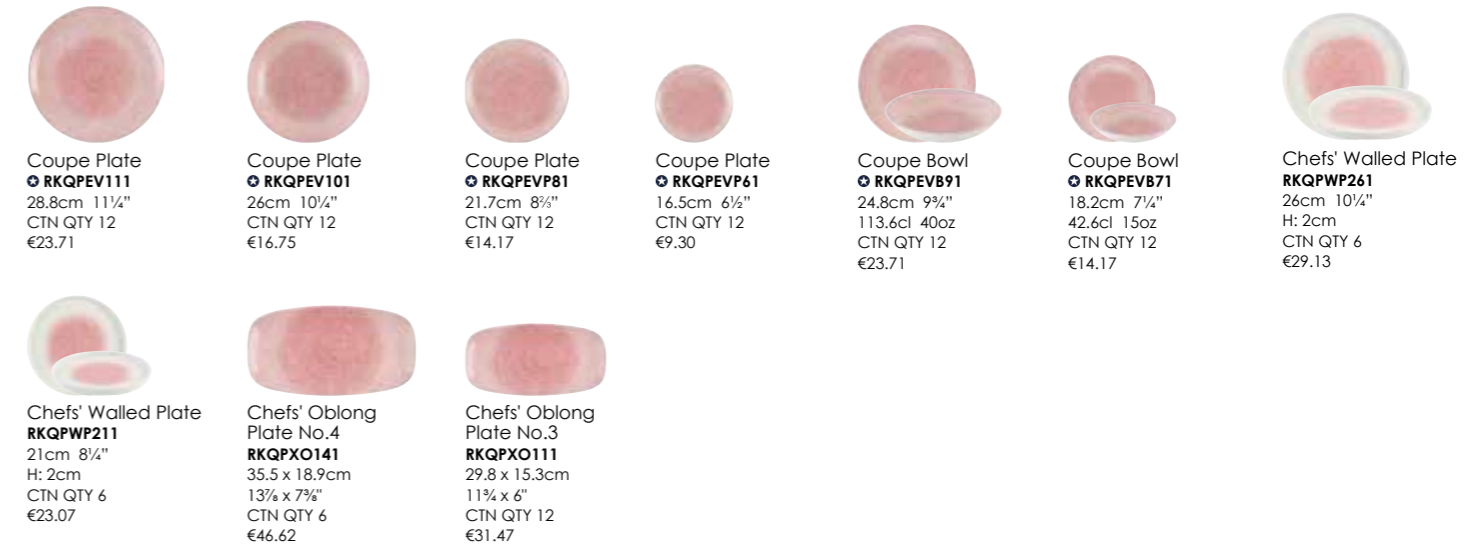 Coupe Plate
✪ RKQPEV111
28.8cm 11¼”
CTN QTY 12
€23.71
Coupe Plate
✪ RKQPEV101
26cm 10¼”
CTN QTY 12
€16.75
Coupe Plate
✪ RKQPEVP81
21.7cm 8⅔”
CTN QTY 12
€14.17
Coupe Plate
✪ RKQPEVP61
16.5cm 6½”
CTN QTY 12
€9.30
Coupe Bowl
✪ RKQPEVB91
24.8cm 9¾”
113.6cl 40oz
CTN QTY 12
€23.71
Coupe Bowl
✪ RKQPEVB71
18.2cm 7¼”
42.6cl 15oz
CTN QTY 12
€14.17
Chefs' Walled Plate
RKQPWP261
26cm 10¼”
H: 2cm
CTN QTY 6
€29.13
Chefs' Walled Plate
RKQPWP211
21cm 8¼”
H: 2cm
CTN QTY 6
€23.07
Chefs' Oblong
Plate No.4
RKQPXO141
35.5 x 18.9cm
13⅞ x 7⅜"
CTN QTY 6
€46.62
Chefs' Oblong
Plate No.3
RKQPXO111
29.8 x 15.3cm
11¾ x 6"
CTN QTY 12
€31.47